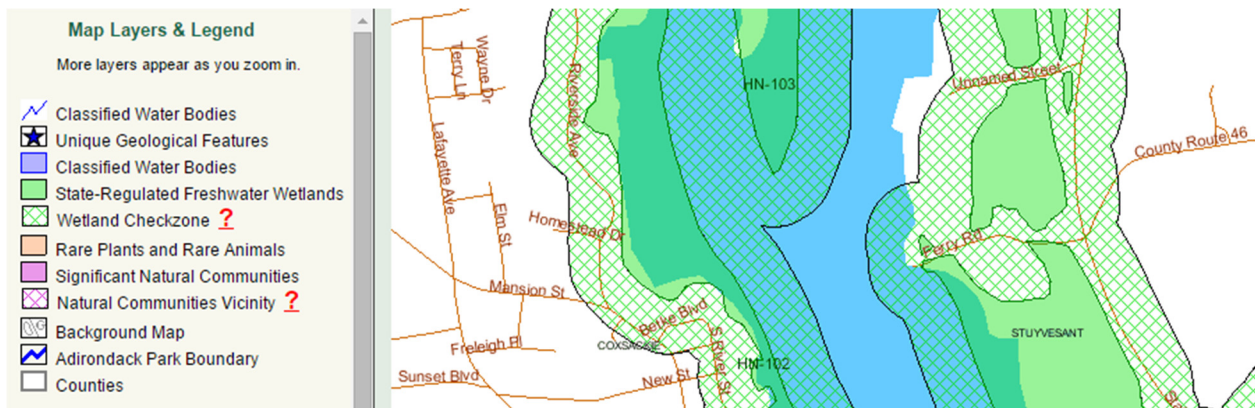 Map Layers & Legend
More layers appear as you zoom in.
Classified Water Bodies
Unique Geological Features
Classified Water Bodies
State-Regulated Freshwater Wetlands
Wetland Checkzone ?
Rare Plants and Rare Animals
Significant Natural Communities
Natural Communities Vicinity ?
Background Map
Adirondack Park Boundary
Counties
Terry Ln
Wayne Dr
Riverside Ave
Lafayette Ave
Elm St
Homestead Dr
Mansion St
Betke Blvd
Freleigh Pl
COXSACKIE
S River St
Sunset Blvd
New St
HN-102
HN-103
Unnamed Street
County Route 46
Ferry Rd
STUYVESANT